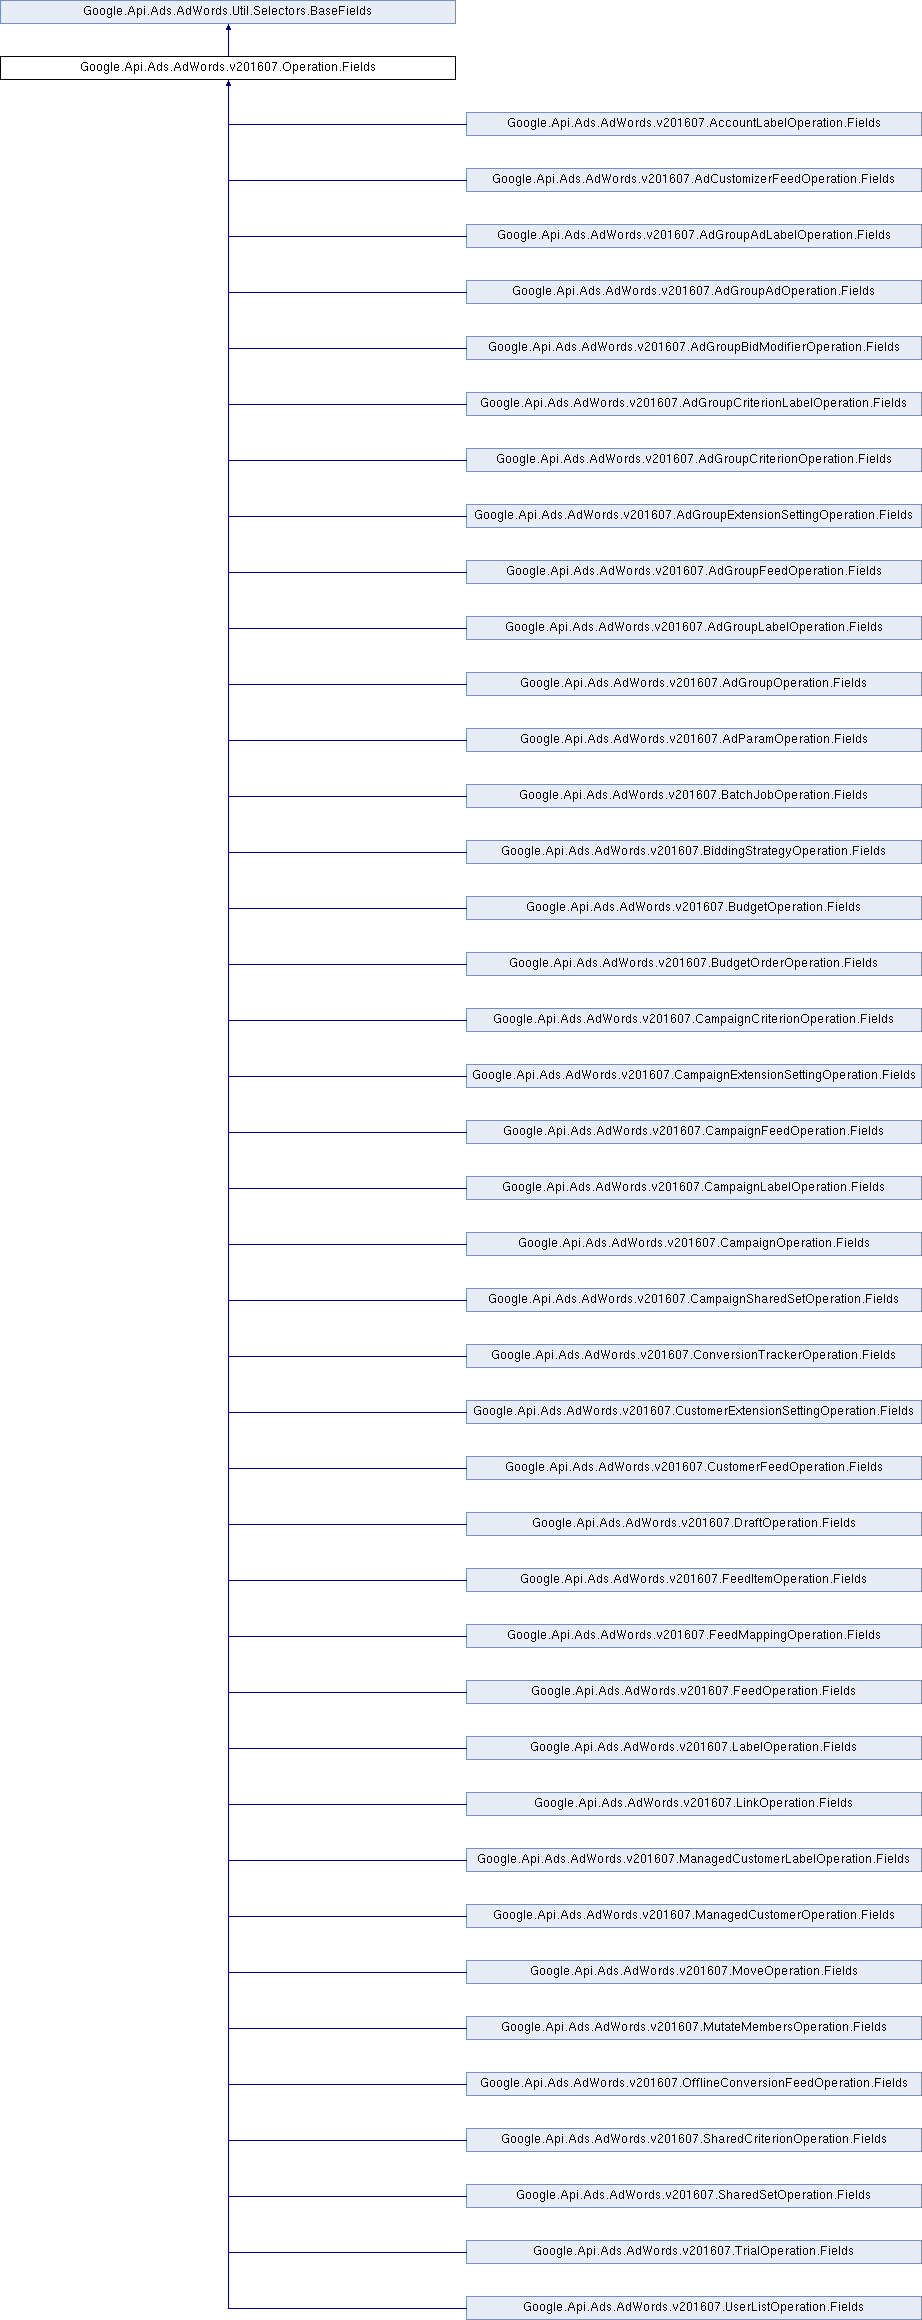 Google.Api.Ads.AdWords.Util.Selectors.BaseFields
Google.Api.Ads.AdWords.v201607.Operation.Fields
Google.Api.Ads.AdWords.v201607.AccountLabelOperation.Fields
Google.Api.Ads.AdWords.v201607.AdCustomizerFeedOperation.Fields
Google.Api.Ads.AdWords.v201607.AdGroupAdLabelOperation.Fields
Google.Api.Ads.AdWords.v201607.AdGroupAdOperation.Fields
Google.Api.Ads.AdWords.v201607.AdGroupBidModifierOperation.Fields
Google.Api.Ads.AdWords.v201607.AdGroupCriterionLabelOperation.Fields
Google.Api.Ads.AdWords.v201607.AdGroupCriterionOperation.Fields
Google.Api.Ads.AdWords.v201607.AdGroupExtensionSettingOperation.Fields
Google.Api.Ads.AdWords.v201607.AdGroupFeedOperation.Fields
Google.Api.Ads.AdWords.v201607.AdGroupLabelOperation.Fields
Google.Api.Ads.AdWords.v201607.AdGroupOperation.Fields
Google.Api.Ads.AdWords.v201607.AdParamOperation.Fields
Google.Api.Ads.AdWords.v201607.BatchJobOperation.Fields
Google.Api.Ads.AdWords.v201607.BiddingStrategyOperation.Fields
Google.Api.Ads.AdWords.v201607.BudgetOperation.Fields
Google.Api.Ads.AdWords.v201607.BudgetOrderOperation.Fields
Google.Api.Ads.AdWords.v201607.CampaignCriterionOperation.Fields
Google.Api.Ads.AdWords.v201607.CampaignExtensionSettingOperation.Fields
Google.Api.Ads.AdWords.v201607.CampaignFeedOperation.Fields
Google.Api.Ads.AdWords.v201607.CampaignLabelOperation.Fields
Google.Api.Ads.AdWords.v201607.CampaignOperation.Fields
Google.Api.Ads.AdWords.v201607.CampaignSharedSetOperation.Fields
Google.Api.Ads.AdWords.v201607.ConversionTrackerOperation.Fields
Google.Api.Ads.AdWords.v201607.CustomerExtensionSettingOperation.Fields
Google.Api.Ads.AdWords.v201607.CustomerFeedOperation.Fields
Google.Api.Ads.AdWords.v201607.DraftOperation.Fields
Google.Api.Ads.AdWords.v201607.FeedItemOperation.Fields
Google.Api.Ads.AdWords.v201607.FeedMappingOperation.Fields
Google.Api.Ads.AdWords.v201607.FeedOperation.Fields
Google.Api.Ads.AdWords.v201607.LabelOperation.Fields
Google.Api.Ads.AdWords.v201607.LinkOperation.Fields
Google.Api.Ads.AdWords.v201607.ManagedCustomerLabelOperation.Fields
Google.Api.Ads.AdWords.v201607.ManagedCustomerOperation.Fields
Google.Api.Ads.AdWords.v201607.MoveOperation.Fields
Google.Api.Ads.AdWords.v201607.MutateMembersOperation.Fields
Google.Api.Ads.AdWords.v201607.OfflineConversionFeedOperation.Fields
Google.Api.Ads.AdWords.v201607.SharedCriterionOperation.Fields
Google.Api.Ads.AdWords.v201607.SharedSetOperation.Fields
Google.Api.Ads.AdWords.v201607.TrialOperation.Fields
Google.Api.Ads.AdWords.v201607.UserListOperation.Fields